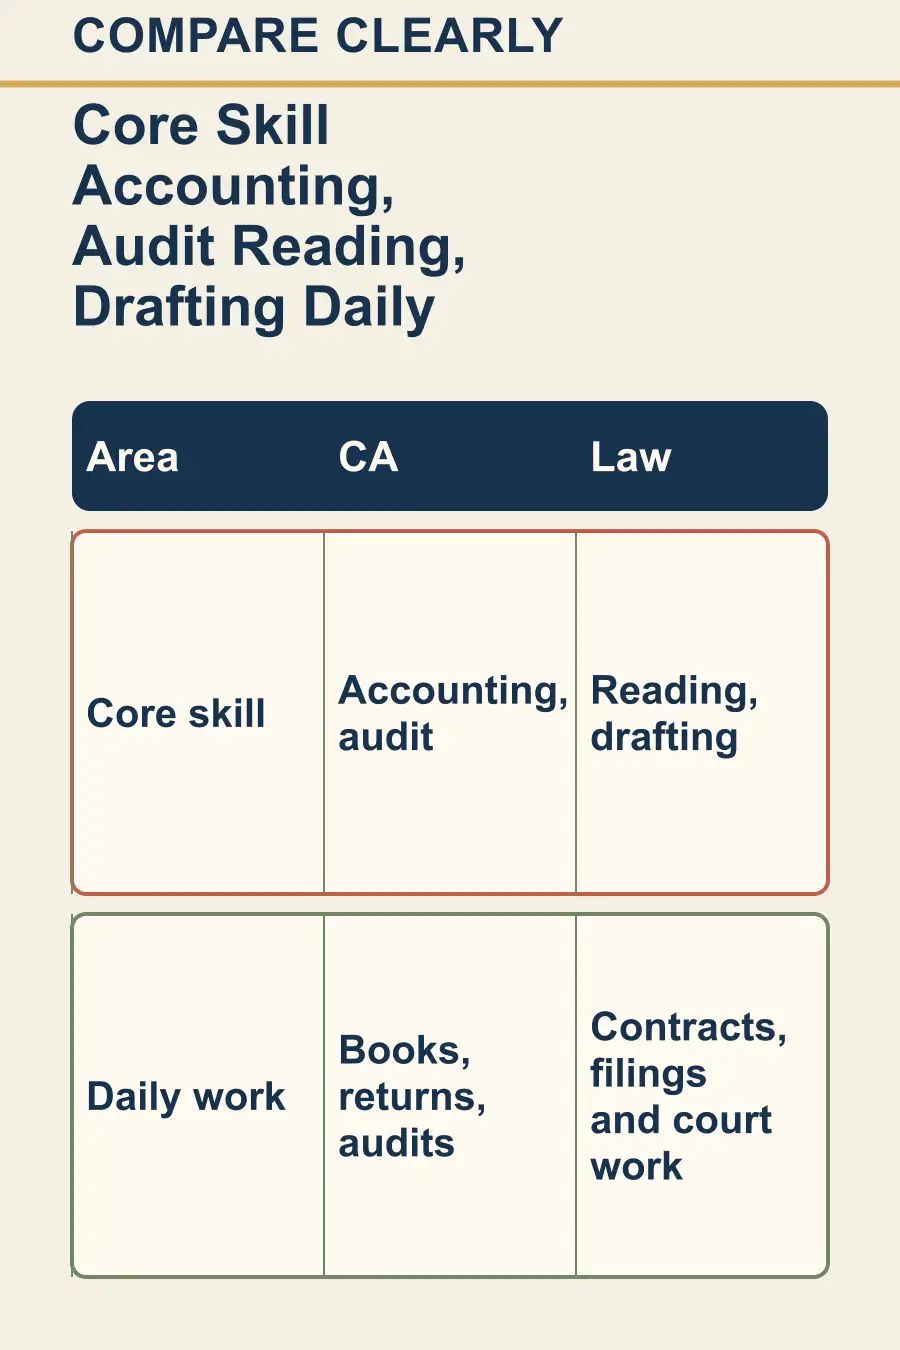 COMPARE CLEARLY
Core Skill
Accounting,
Audit Reading,
Drafting Daily
Area CA Law
Core skill
Accounting,
audit
Reading,
drafting
Daily work
Books,
returns,
audits
Contracts,
filings
and court
work